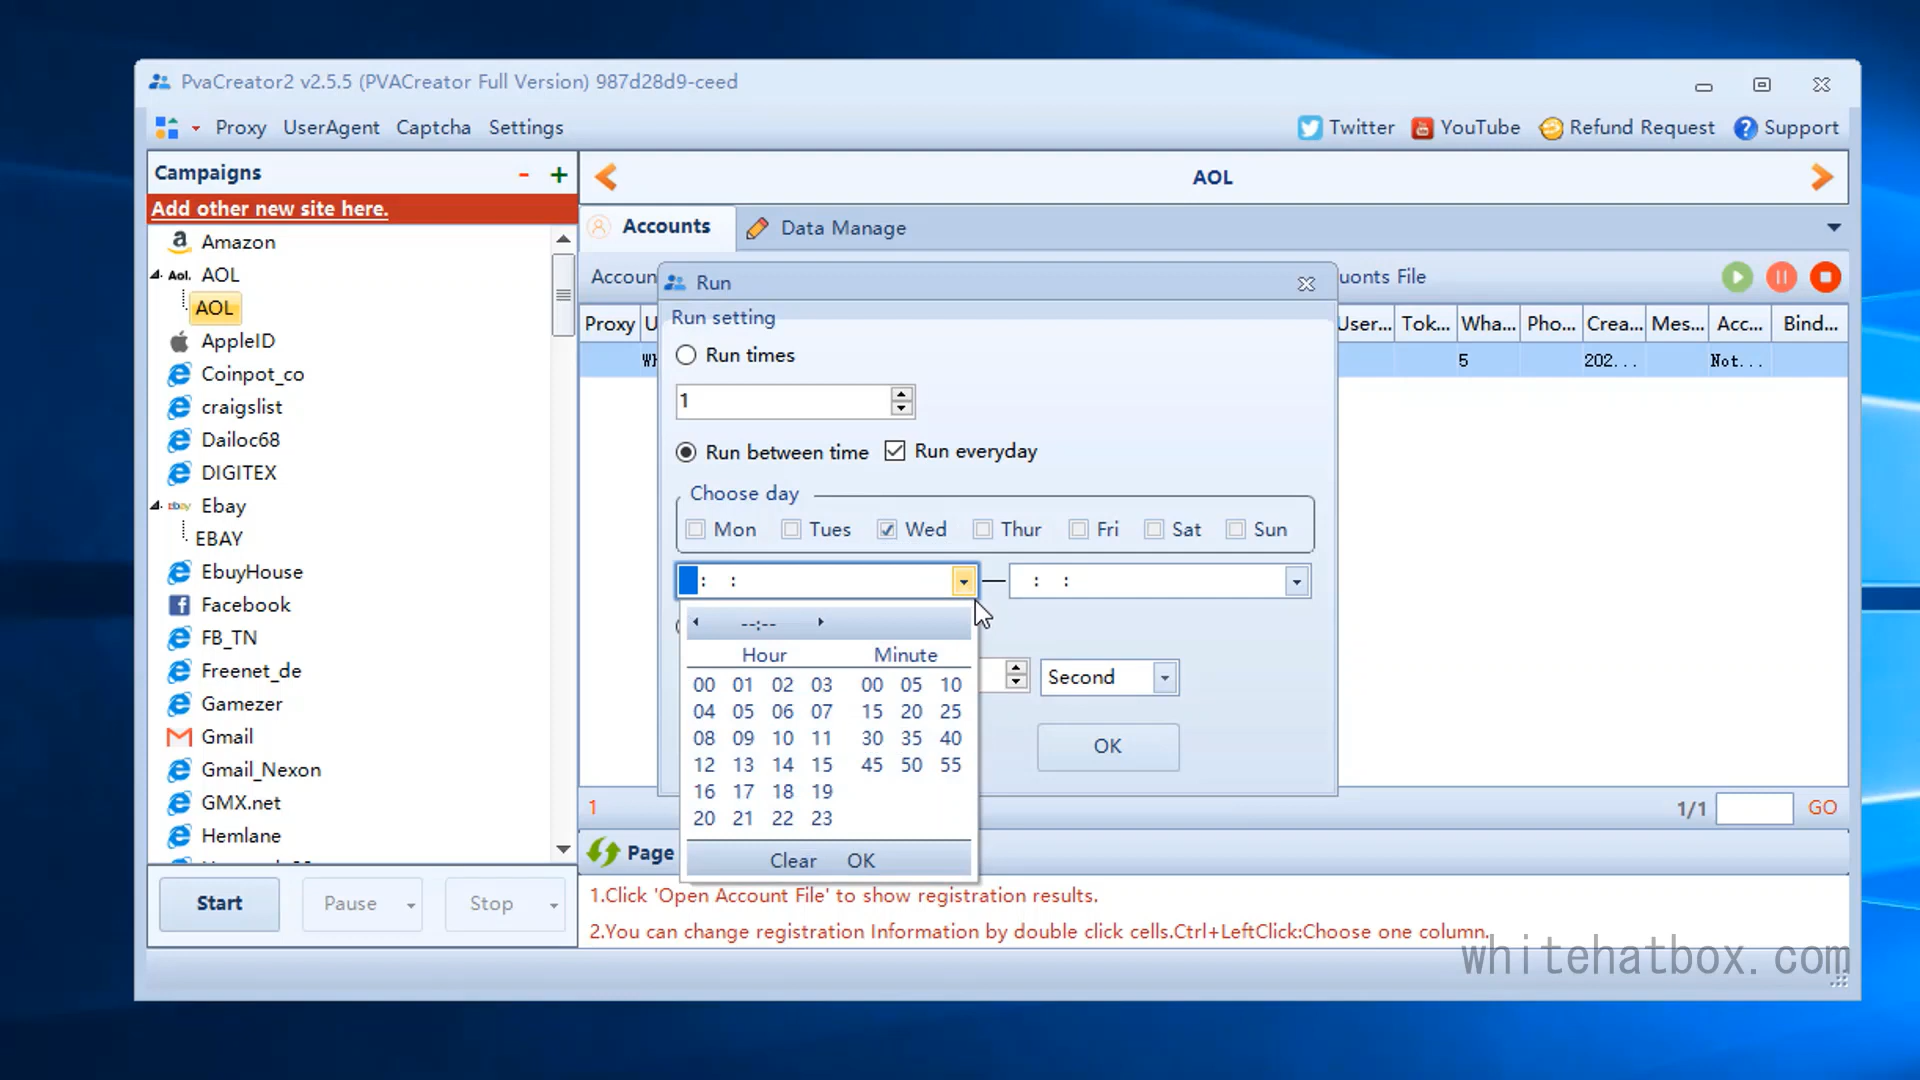 PvaCreator2 v2.5.5 (PVACreator Full Version) 987d28d9-ceed
Proxy UserAgent Captcha Settings Twitter YouTube Refund Request Support
Campaigns - +
Add other new site here.
Amazon
Aol. AOL
AOL
AppleID
Coinpot_co
craigslist
Dailoc68
DIGITEX
ebay Ebay
EBAY
EbuyHouse
Facebook
FB_TN
Freenet_de
Gamezer
Gmail
Gmail_Nexon
GMX.net
Hemlane
Start Pause Stop
AOL
Accounts Data Manage
Accoun uonts File
Proxy U User... Tok... Wha... Pho... Crea... Mes... Acc... Bind...
Wh 5 202... Not...
Run
Run setting
Run times
1
Run between time Run everyday
Choose day
Mon Tues Wed Thur Fri Sat Sun
: : — : :
--:--
Hour Minute
00 01 02 03 00 05 10
04 05 06 07 15 20 25
08 09 10 11 30 35 40
12 13 14 15 45 50 55
16 17 18 19
20 21 22 23
Clear OK
Second
OK
1 1/1 GO
Page
1.Click 'Open Account File' to show registration results.
2.You can change registration Information by double click cells.Ctrl+LeftClick:Choose one column.
whitehatbox.com